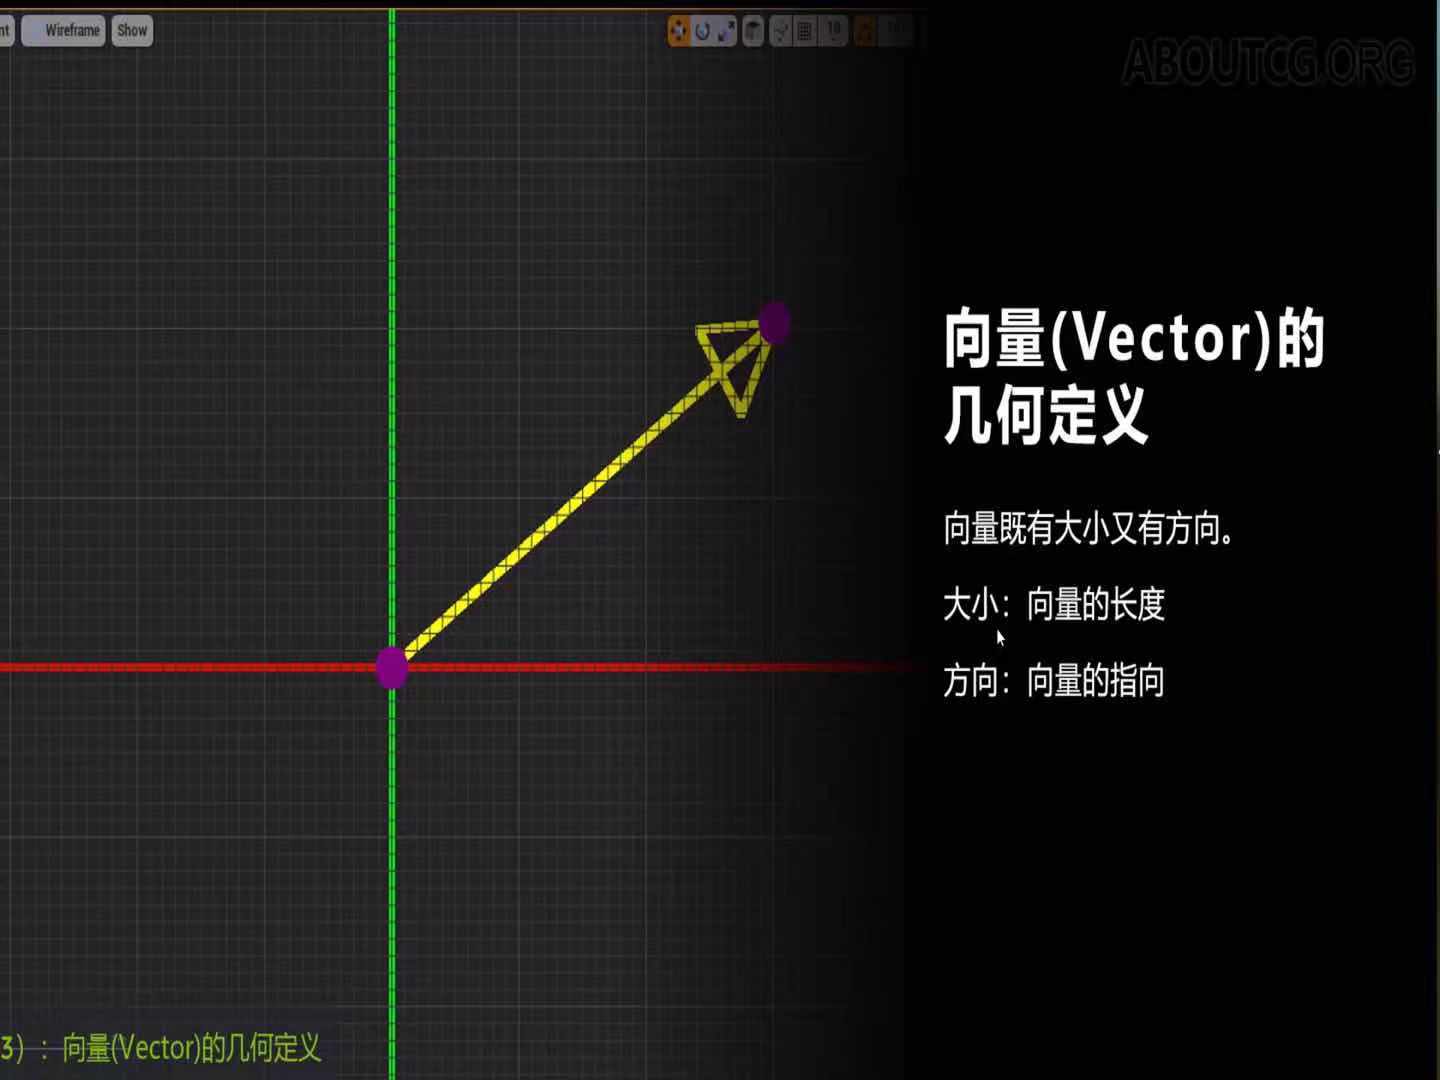 nt Wireframe Show 10
ABOUTCG.ORG
向量(Vector)的
几何定义
向量既有大小又有方向。
大小：向量的长度
方向：向量的指向
3）：向量(Vector)的几何定义